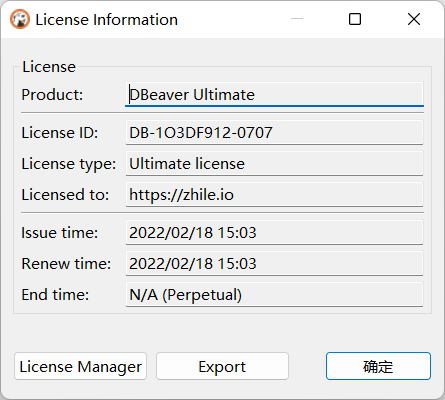 License Information
License
Product: DBeaver Ultimate
License ID: DB-1O3DF912-0707
License type: Ultimate license
Licensed to: https://zhile.io
Issue time: 2022/02/18 15:03
Renew time: 2022/02/18 15:03
End time: N/A (Perpetual)
License Manager Export 确定